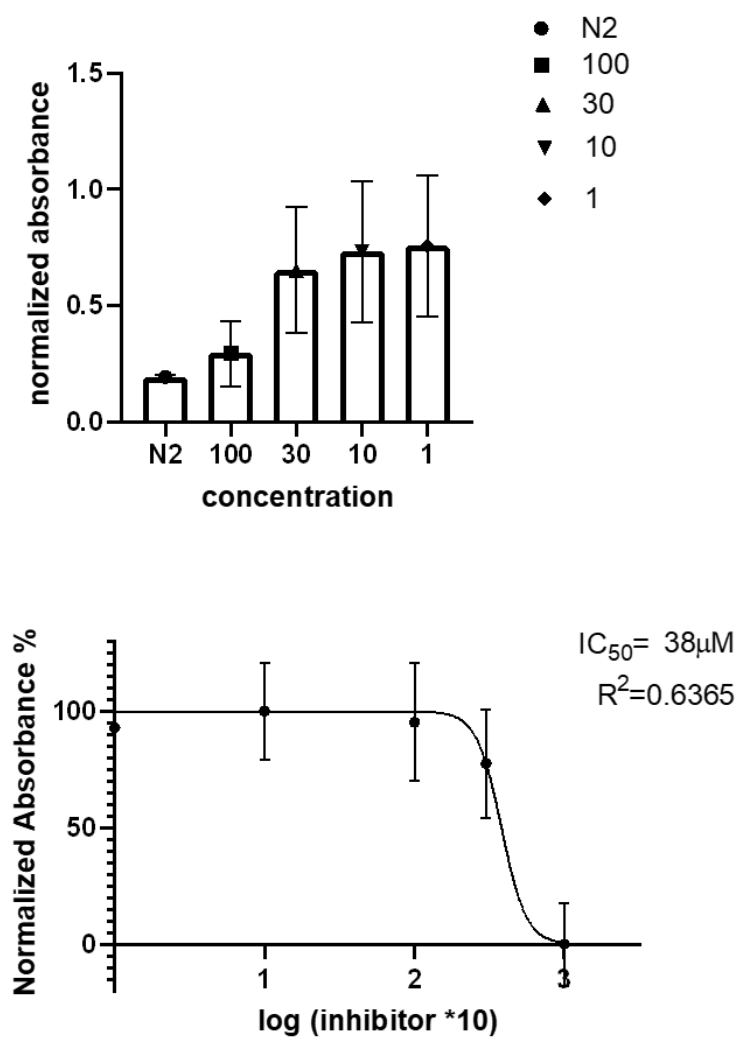 N2
100
30
10
1
1.5
1.0
0.5
0.0
normalized absorbance
N2 100 30 10 1
concentration
IC50= 38μM
R2=0.6365
100
50
0
Normalized Absorbance %
1 2 3
log (inhibitor *10)